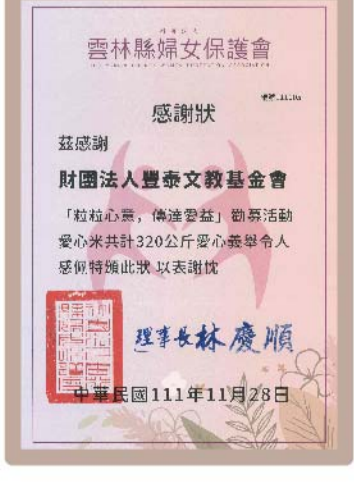 雲林縣婦女保護會
感謝狀
茲感謝
財團法人豐泰文教基金會
「粒粒心意，傳達愛益」勸募活動
愛心米共計320公斤愛心義舉令人
感佩特頒此狀 以表謝忱
理事長林慶順
中華民國111年11月28日